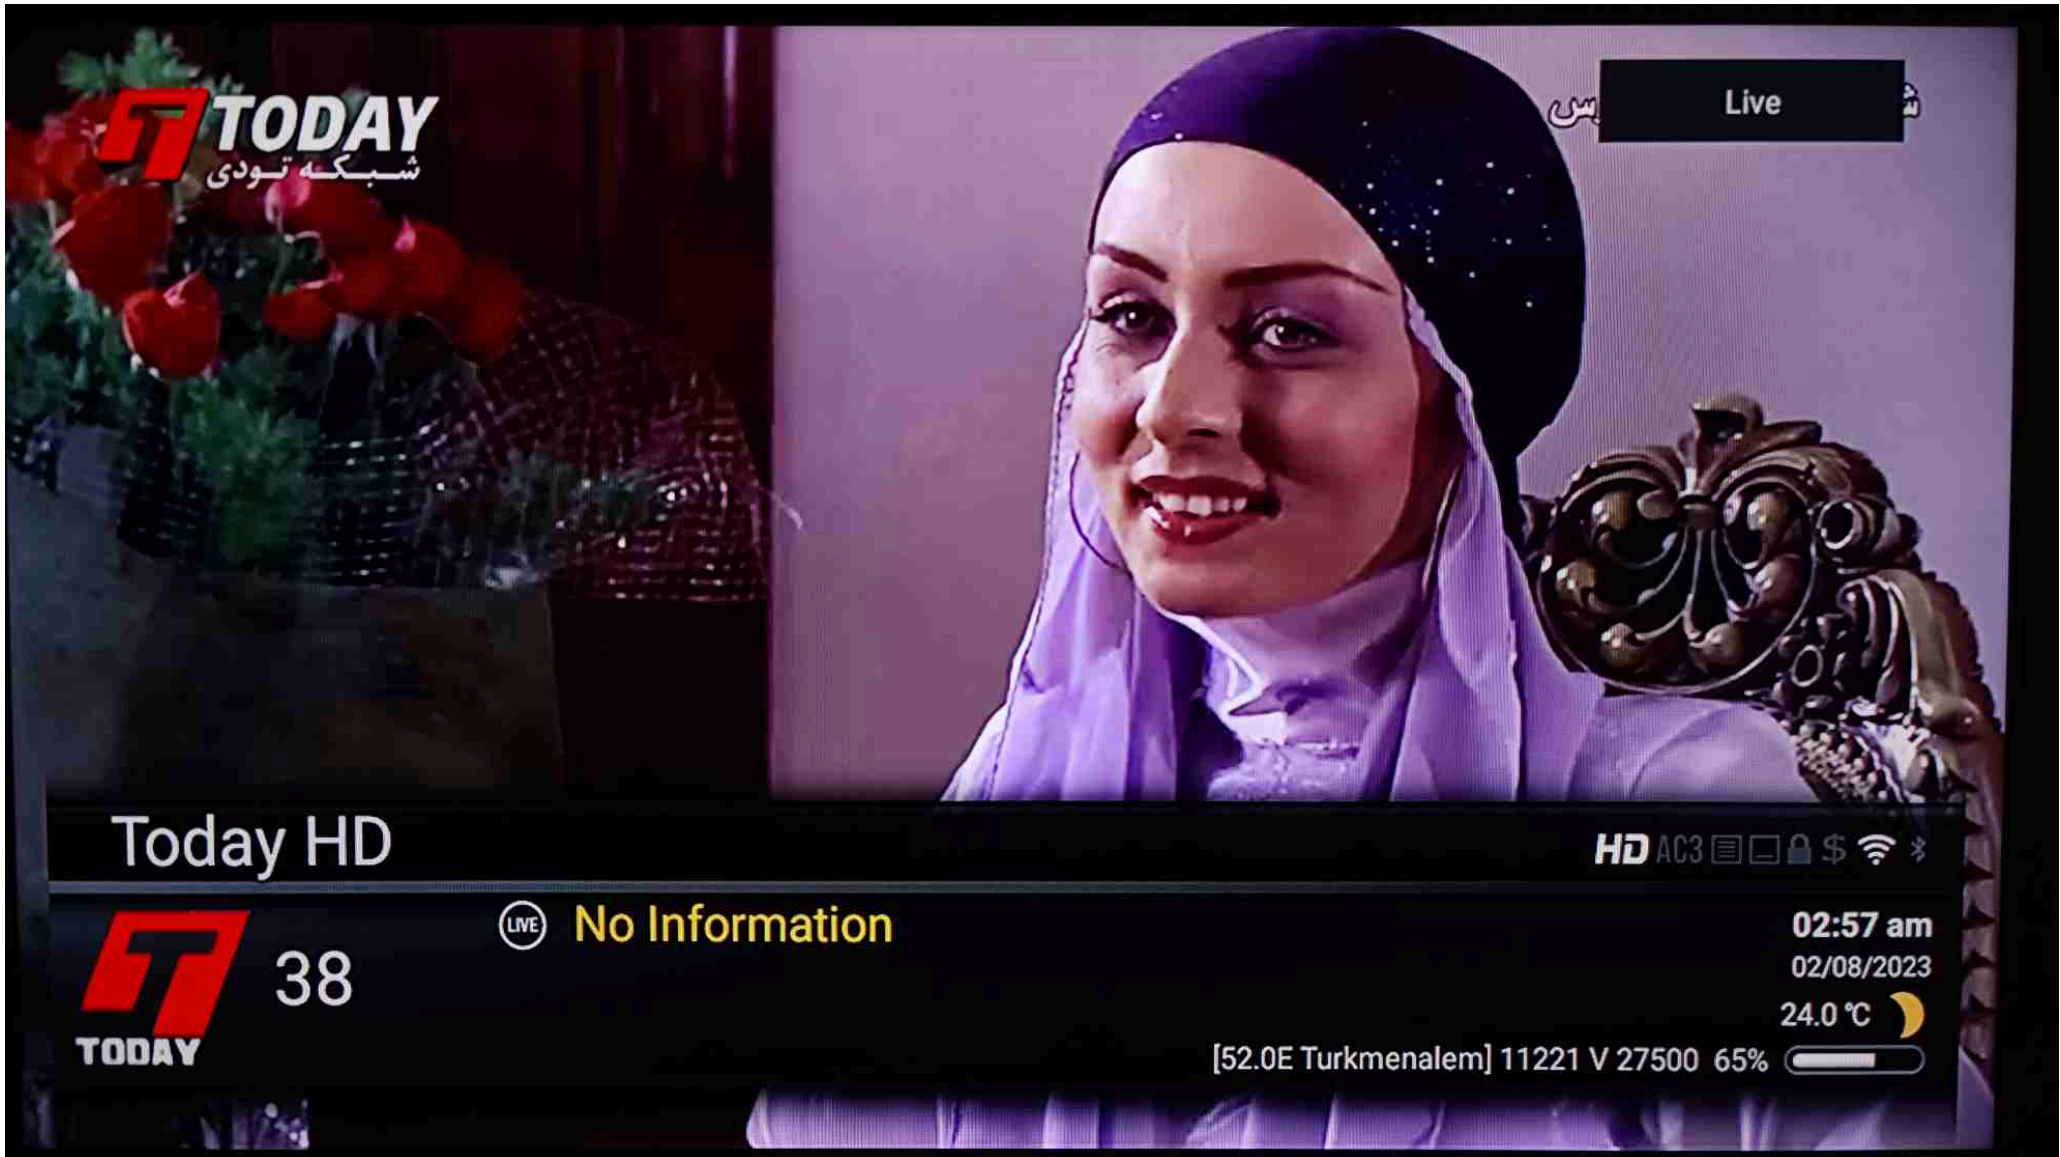 TODAY
شبکه تودی
Live
Today HD
HD AC3 $
LIVE No Information
38
TODAY
02:57 am
02/08/2023
24.0 °C
[52.0E Turkmenalem] 11221 V 27500 65%